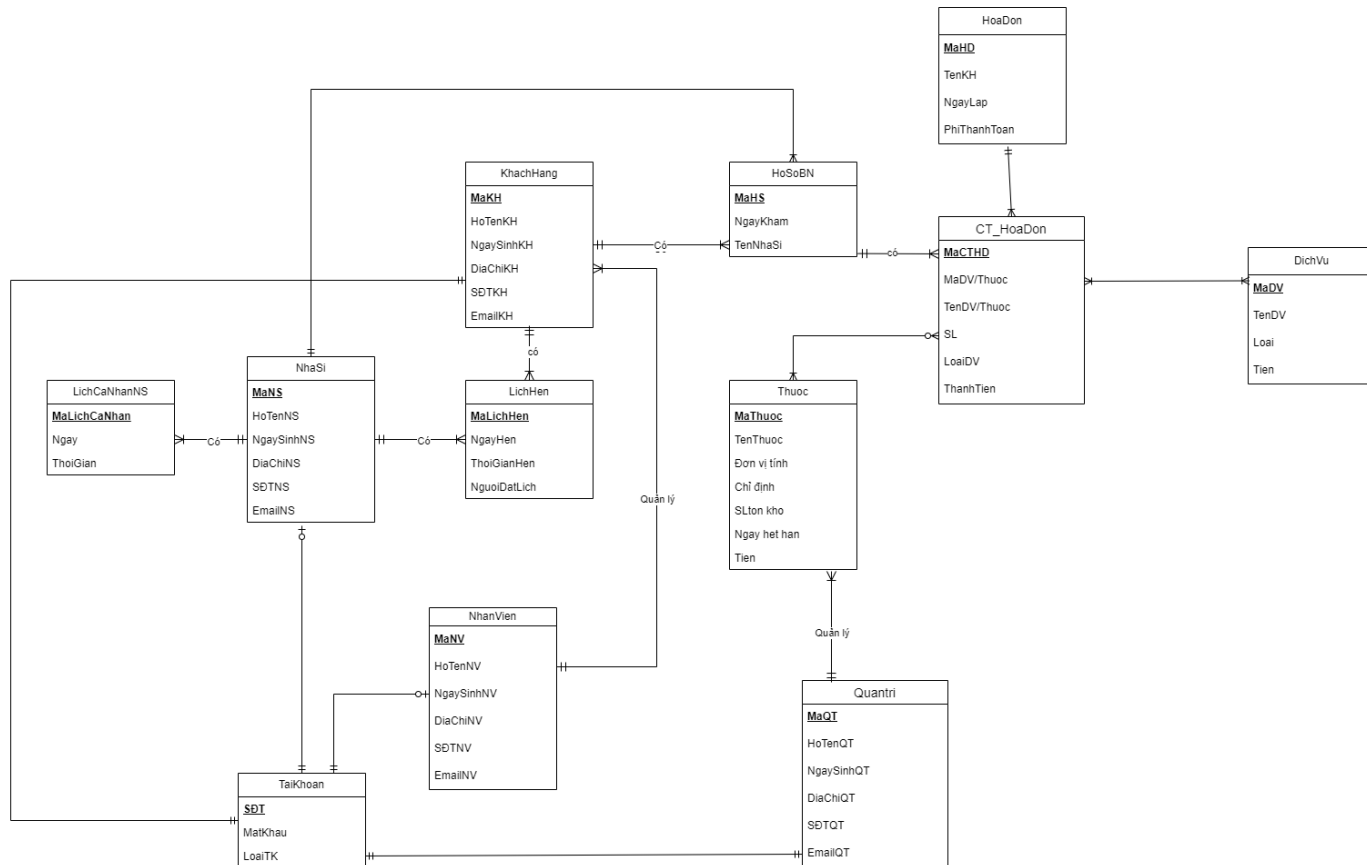 HoaDon
MaHD
TenKH
NgayLap
PhiThanhToan
KhachHang
MaKH
HoTenKH
NgaySinhKH
DiaChiKH
SĐTKH
EmailKH
Có
HoSoBN
MaHS
NgayKham
TenNhaSi
có
CT_HoaDon
MaCTHD
MaDV/Thuoc
TenDV/Thuoc
SL
LoaiDV
ThanhTien
DichVu
MaDV
TenDV
Loai
Tien
có
LichCaNhanNS
MaLichCaNhan
Ngay
ThoiGian
Có
NhaSi
MaNS
HoTenNS
NgaySinhNS
DiaChiNS
SĐTNS
EmailNS
Có
LichHen
MaLichHen
NgayHen
ThoiGianHen
NguoiDatLich
Quản lý
Thuoc
MaThuoc
TenThuoc
Đơn vị tính
Chỉ định
SLton kho
Ngay het han
Tien
Quản lý
NhanVien
MaNV
HoTenNV
NgaySinhNV
DiaChiNV
SĐTNV
EmailNV
Quantri
MaQT
HoTenQT
NgaySinhQT
DiaChiQT
SĐTQT
EmailQT
TaiKhoan
SĐT
MatKhau
LoaiTK